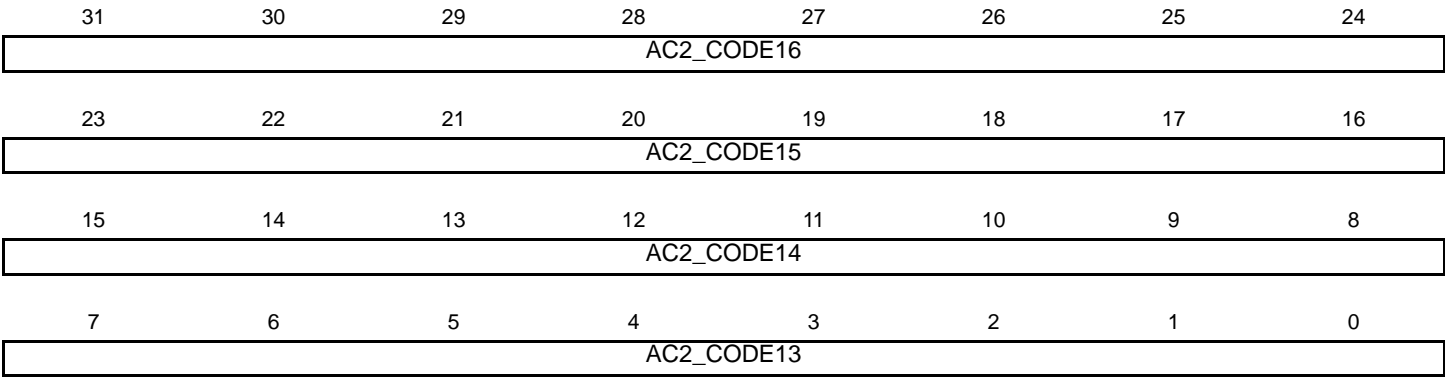 31 30 29 28 27 26 25 24
AC2_CODE16
23 22 21 20 19 18 17 16
AC2_CODE15
15 14 13 12 11 10 9 8
AC2_CODE14
7 6 5 4 3 2 1 0
AC2_CODE13